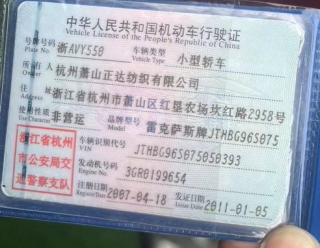 中华人民共和国机动车行驶证
Vehicle License of the People's Republic of China
号牌号码 Plate No. 浙AVY550 车辆类型 Vehicle Type 小型轿车
所有人 杭州萧山正达纺织有限公司
住址 浙江省杭州市萧山区红垦农场坎红路2958号
使用性质 Use Character 非营运 品牌型号 Model 雷克萨斯牌JTHBG96S075
浙江省杭州市公安局交通警察支队
车辆识别代号 VIN JTHBG96S075050393
发动机号码 Engine No. 3GR0199654
注册日期 Register Date 2007-04-18 发证日期 Issue Date 2011-01-05